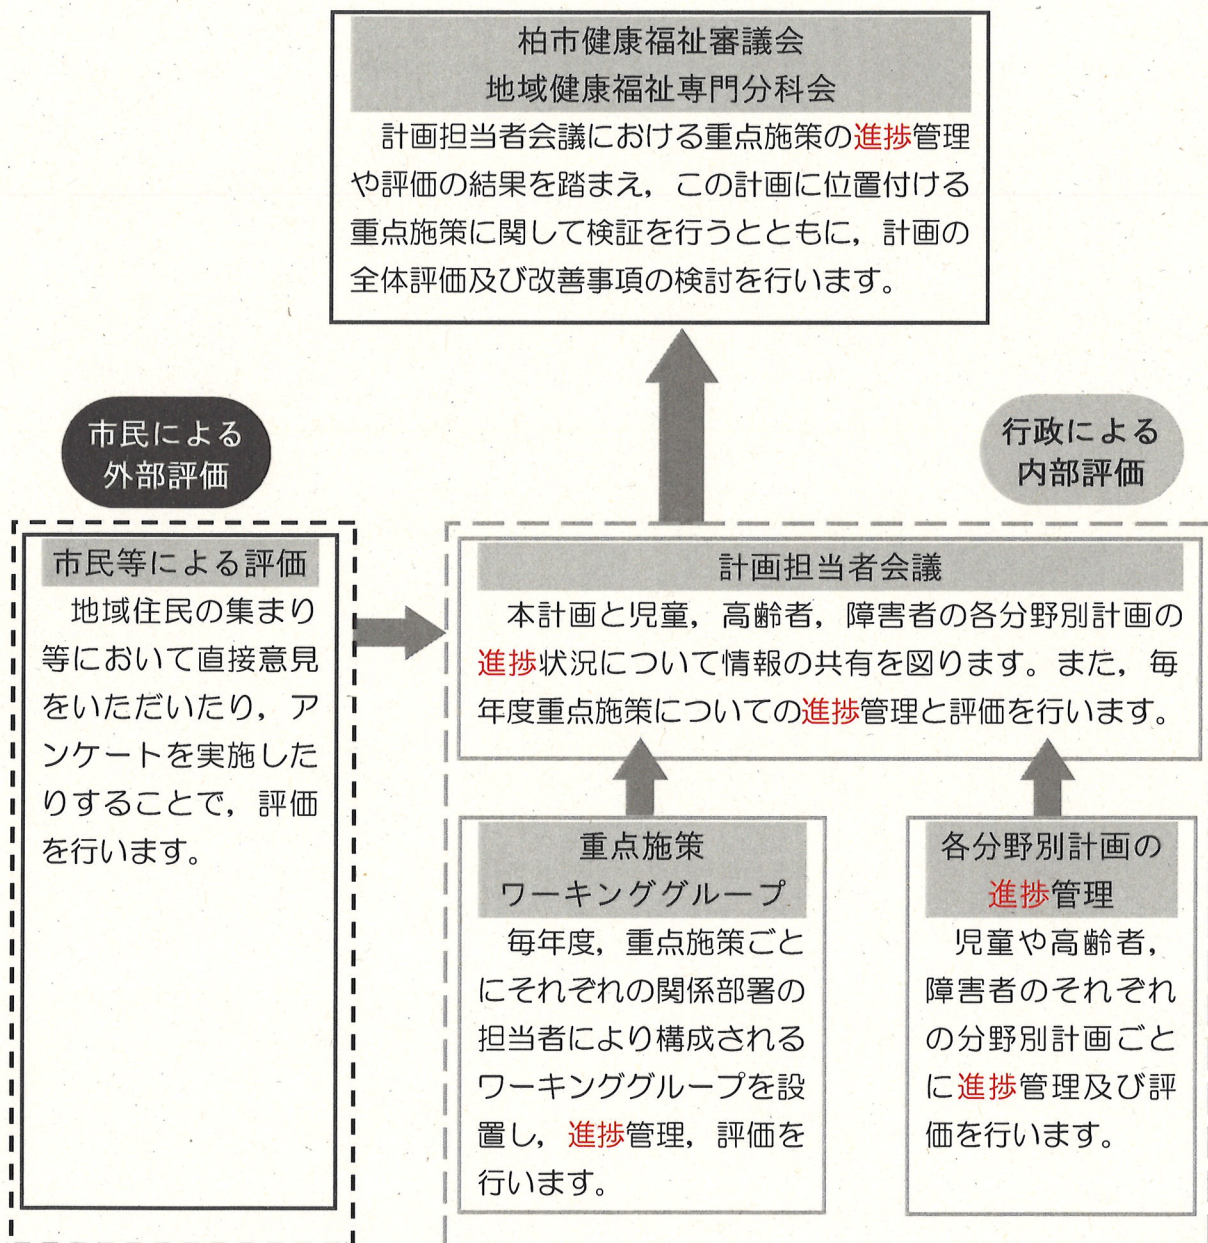 柏市健康福祉審議会
地域健康福祉専門分科会
計画担当者会議における重点施策の進捗管理
や評価の結果を踏まえ，この計画に位置付ける
重点施策に関して検証を行うとともに，計画の
全体評価及び改善事項の検討を行います。
市民による
外部評価
行政による
内部評価
市民等による評価
地域住民の集まり
等において直接意見
をいただいたり，ア
ンケートを実施した
りすることで，評価
を行います。
計画担当者会議
本計画と児童，高齢者，障害者の各分野別計画の
進捗状況について情報の共有を図ります。また，毎
年度重点施策についての進捗管理と評価を行います。
重点施策
ワーキンググループ
毎年度，重点施策ごと
にそれぞれの関係部署の
担当者により構成される
ワーキンググループを設
置し，進捗管理，評価を
行います。
各分野別計画の
進捗管理
児童や高齢者，
障害者のそれぞれ
の分野別計画ごと
に進捗管理及び評
価を行います。